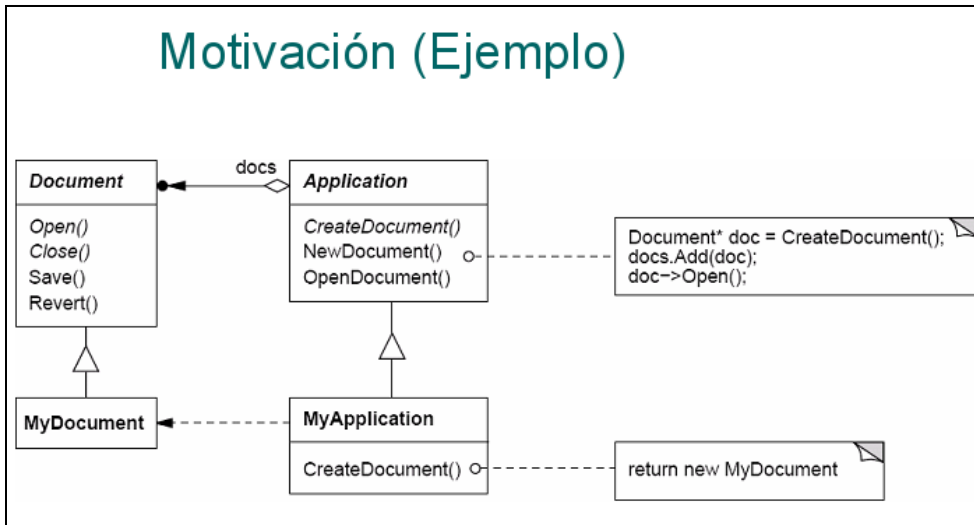 Motivación (Ejemplo)
docs
Document
Open()
Close()
Save()
Revert()
Application
CreateDocument()
NewDocument()
OpenDocument()
Document* doc = CreateDocument();
docs.Add(doc);
doc−>Open();
MyDocument
MyApplication
CreateDocument()
return new MyDocument